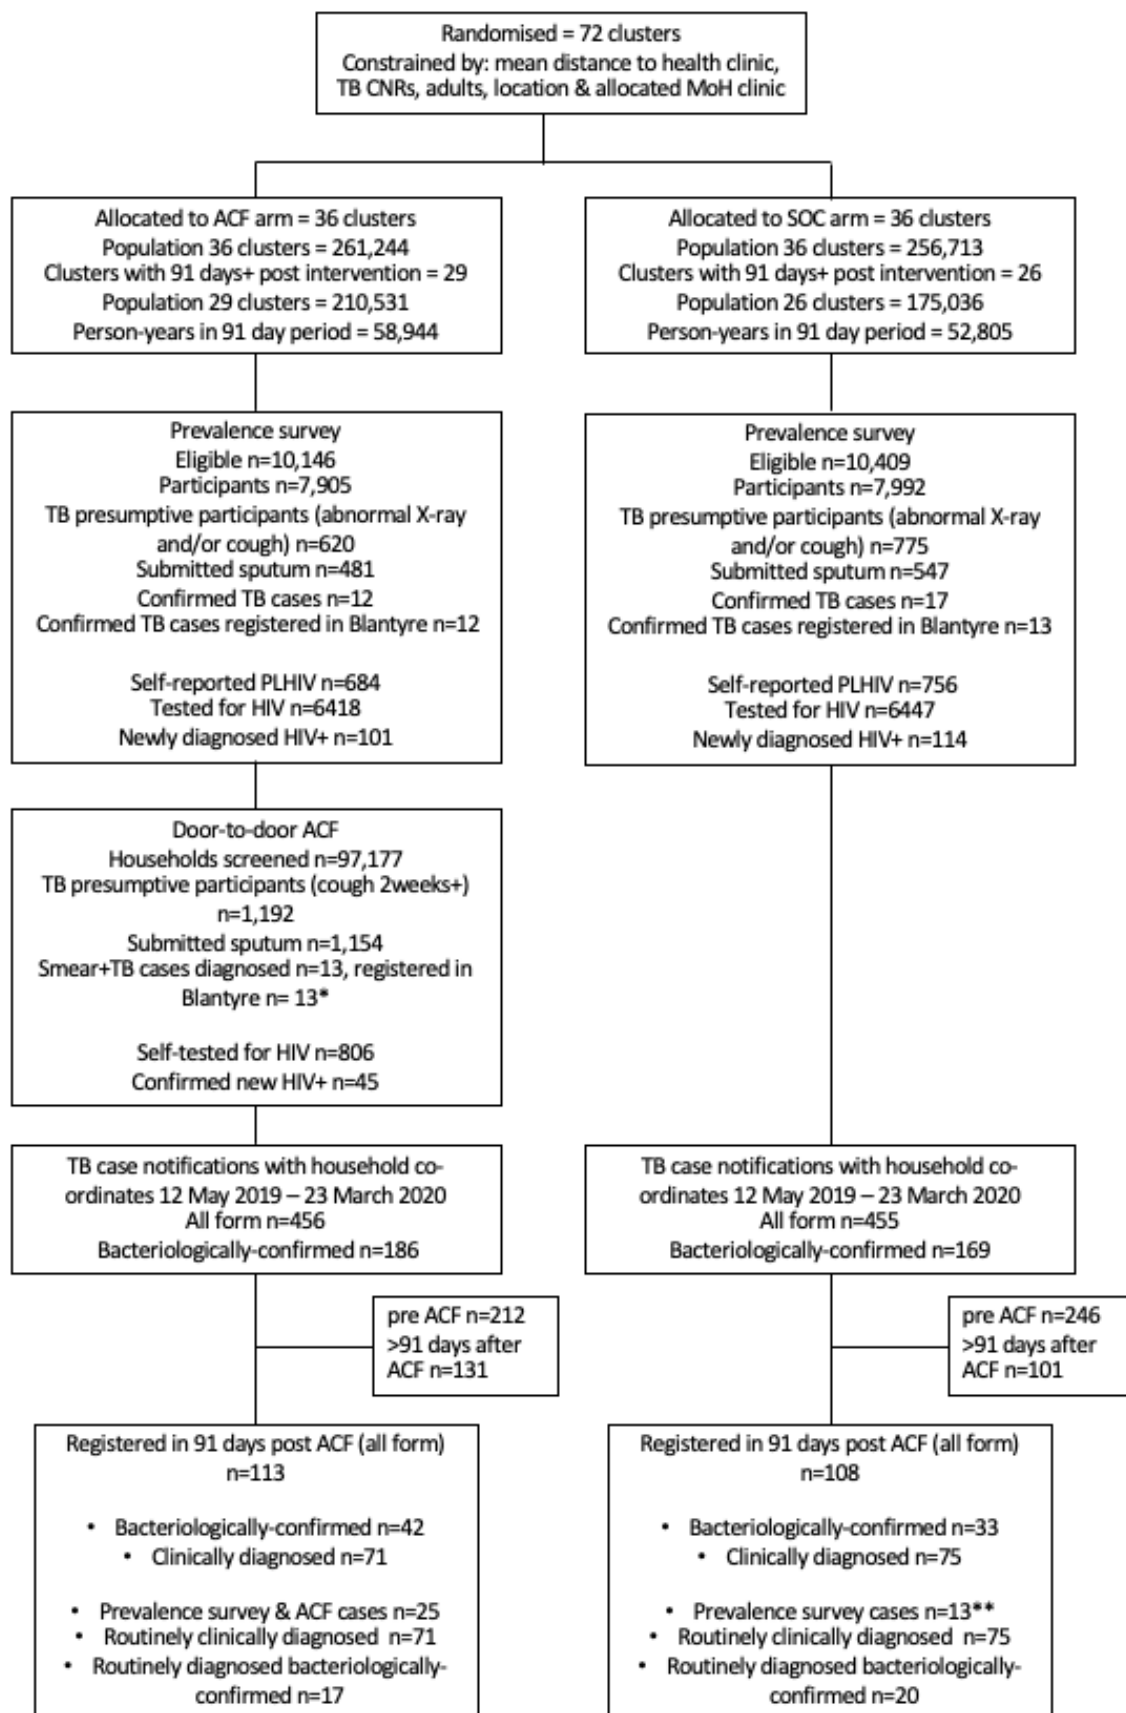 Randomised = 72 clusters
Constrained by: mean distance to health clinic,
TB CNRs, adults, location & allocated MoH clinic
Allocated to ACF arm = 36 clusters
Population 36 clusters = 261,244
Clusters with 91 days+ post intervention = 29
Population 29 clusters = 210,531
Person-years in 91 day period = 58,944
Allocated to SOC arm = 36 clusters
Population 36 clusters = 256,713
Clusters with 91 days+ post intervention = 26
Population 26 clusters = 175,036
Person-years in 91 day period = 52,805
Prevalence survey
Eligible n=10,146
Participants n=7,905
TB presumptive participants (abnormal X-ray
and/or cough) n=620
Submitted sputum n=481
Confirmed TB cases n=12
Confirmed TB cases registered in Blantyre n=12
Self-reported PLHIV n=684
Tested for HIV n=6418
Newly diagnosed HIV+ n=101
Prevalence survey
Eligible n=10,409
Participants n=7,992
TB presumptive participants (abnormal X-ray
and/or cough) n=775
Submitted sputum n=547
Confirmed TB cases n=17
Confirmed TB cases registered in Blantyre n=13
Self-reported PLHIV n=756
Tested for HIV n=6447
Newly diagnosed HIV+ n=114
Door-to-door ACF
Households screened n=97,177
TB presumptive participants (cough 2weeks+)
n=1,192
Submitted sputum n=1,154
Smear+TB cases diagnosed n=13, registered in
Blantyre n= 13*
Self-tested for HIV n=806
Confirmed new HIV+ n=45
TB case notifications with household co-
ordinates 12 May 2019 – 23 March 2020
All form n=456
Bacteriologically-confirmed n=186
TB case notifications with household co-
ordinates 12 May 2019 – 23 March 2020
All form n=455
Bacteriologically-confirmed n=169
pre ACF n=212
>91 days after
ACF n=131
pre ACF n=246
>91 days after
ACF n=101
Registered in 91 days post ACF (all form)
n=113
• Bacteriologically-confirmed n=42
• Clinically diagnosed n=71
• Prevalence survey & ACF cases n=25
• Routinely clinically diagnosed n=71
• Routinely diagnosed bacteriologically-
confirmed n=17
Registered in 91 days post ACF (all form)
n=108
• Bacteriologically-confirmed n=33
• Clinically diagnosed n=75
• Prevalence survey cases n=13**
• Routinely clinically diagnosed n=75
• Routinely diagnosed bacteriologically-
confirmed n=20